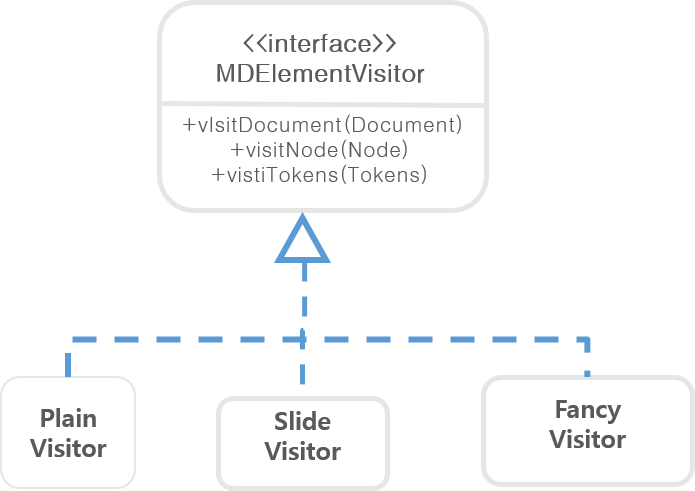 <<interface>>
MDElementVisitor
+vIsitDocument(Document)
+visitNode(Node)
+vistiTokens(Tokens)
Plain
Visitor
Slide
Visitor
Fancy
Visitor